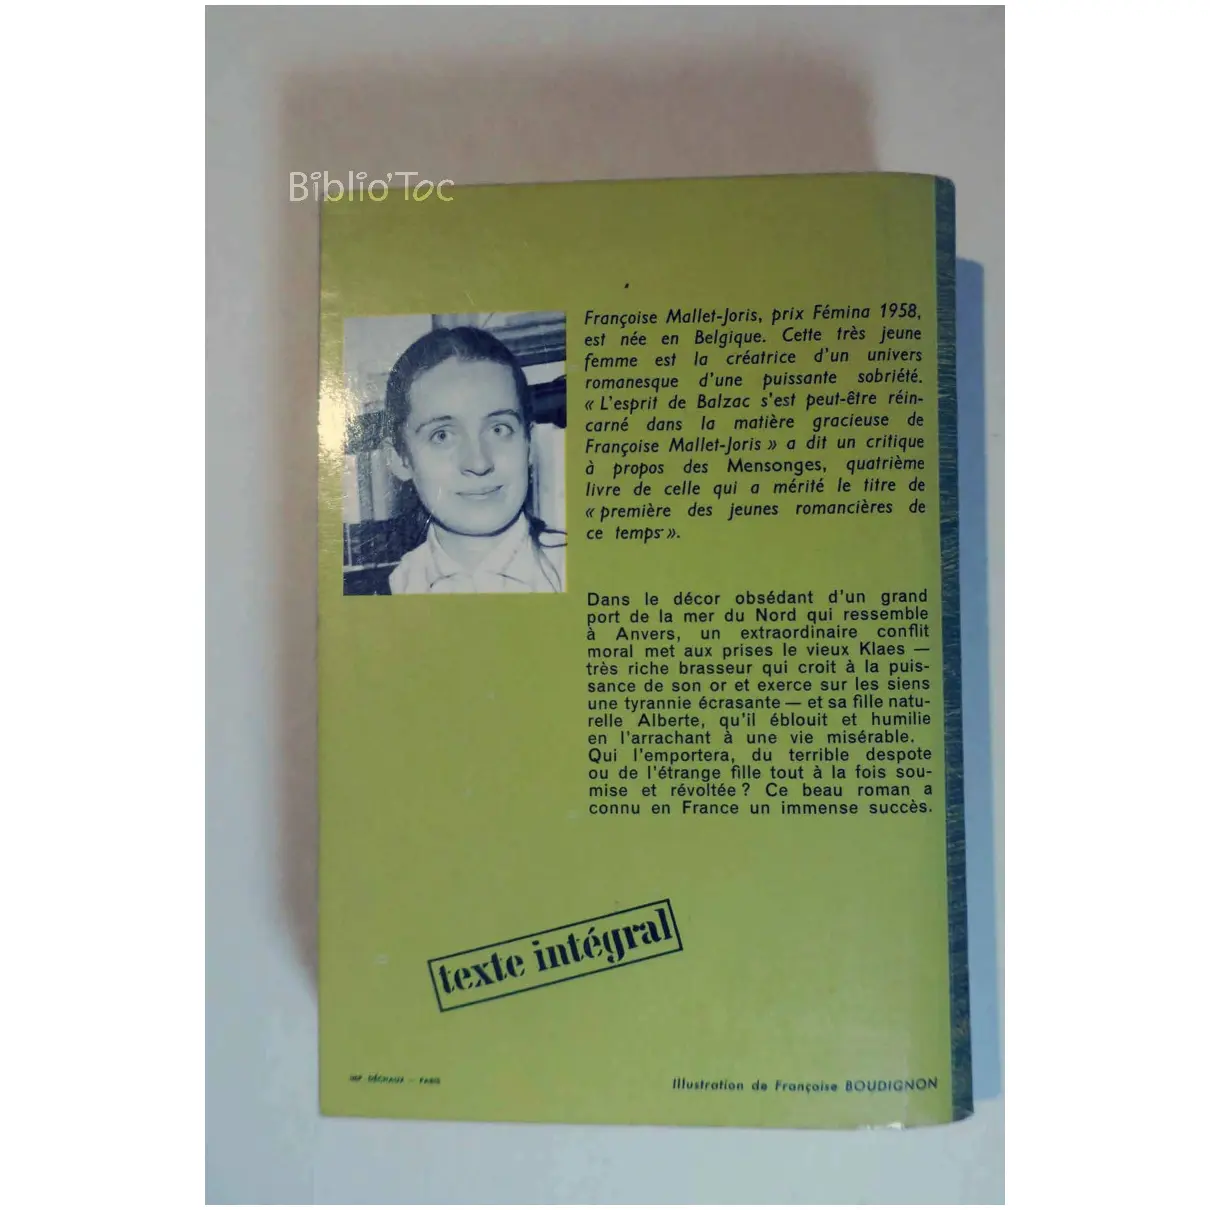 Biblio'Toc
Françoise Mallet-Joris, prix Fémina 1958,
est née en Belgique. Cette très jeune
femme est la créatrice d'un univers
romanesque d'une puissante sobriété.
« L'esprit de Balzac s'est peut-être réin-
carné dans la matière gracieuse de
Françoise Mallet-Joris » a dit un critique
à propos des Mensonges, quatrième
livre de celle qui a mérité le titre de
« première des jeunes romancières de
ce temps ».
Dans le décor obsédant d'un grand
port de la mer du Nord qui ressemble
à Anvers, un extraordinaire conflit
moral met aux prises le vieux Klaes —
très riche brasseur qui croit à la puis-
sance de son or et exerce sur les siens
une tyrannie écrasante — et sa fille natu-
relle Alberte, qu'il éblouit et humilie
en l'arrachant à une vie misérable.
Qui l'emportera, du terrible despote
ou de l'étrange fille tout à la fois sou-
mise et révoltée ? Ce beau roman a
connu en France un immense succès.
texte intégral
IMP DÉCHAUX — PARIS
Illustration de Françoise BOUDIGNON